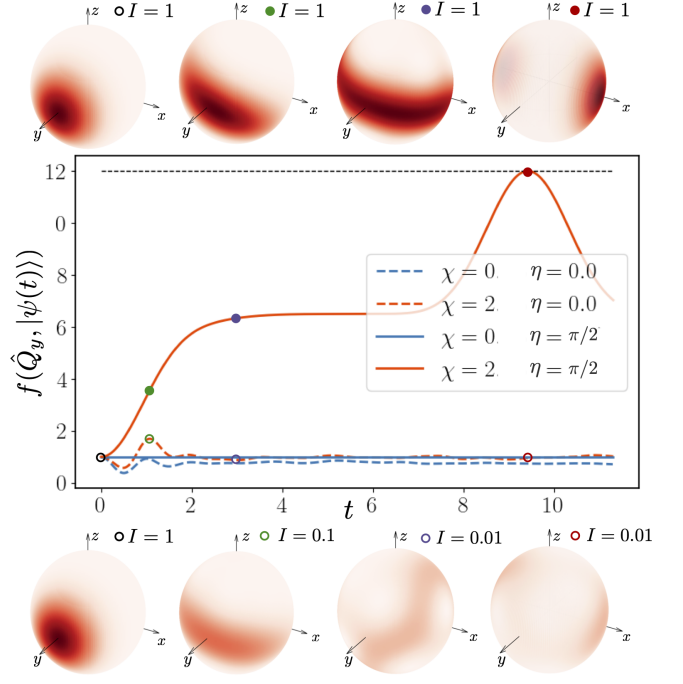 z I = 1 z I = 1 z I = 1 z I = 1
y x y x y x y x
12
0
8
6
4
2
0
f(Q̂_y, |ψ(t)⟩)
χ = 0. η = 0.0
χ = 2. η = 0.0
χ = 0. η = π/2
χ = 2. η = π/2
0 2 4 6 8 10
t
z I = 1 z I = 0.1 z I = 0.01 z I = 0.01
y x y x y x y x